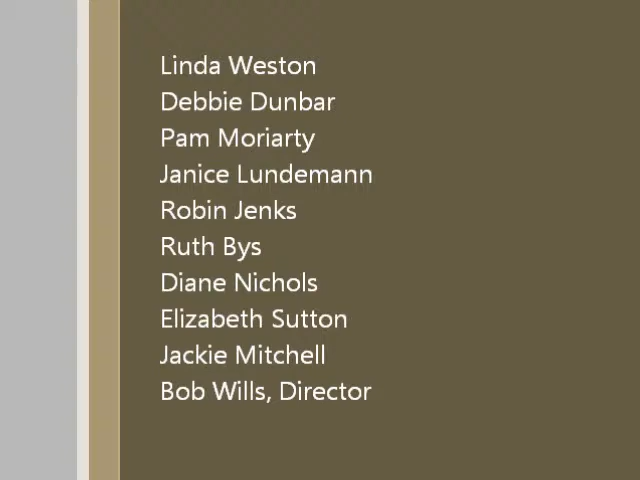 Linda Weston
Debbie Dunbar
Pam Moriarty
Janice Lundemann
Robin Jenks
Ruth Bys
Diane Nichols
Elizabeth Sutton
Jackie Mitchell
Bob Wills, Director